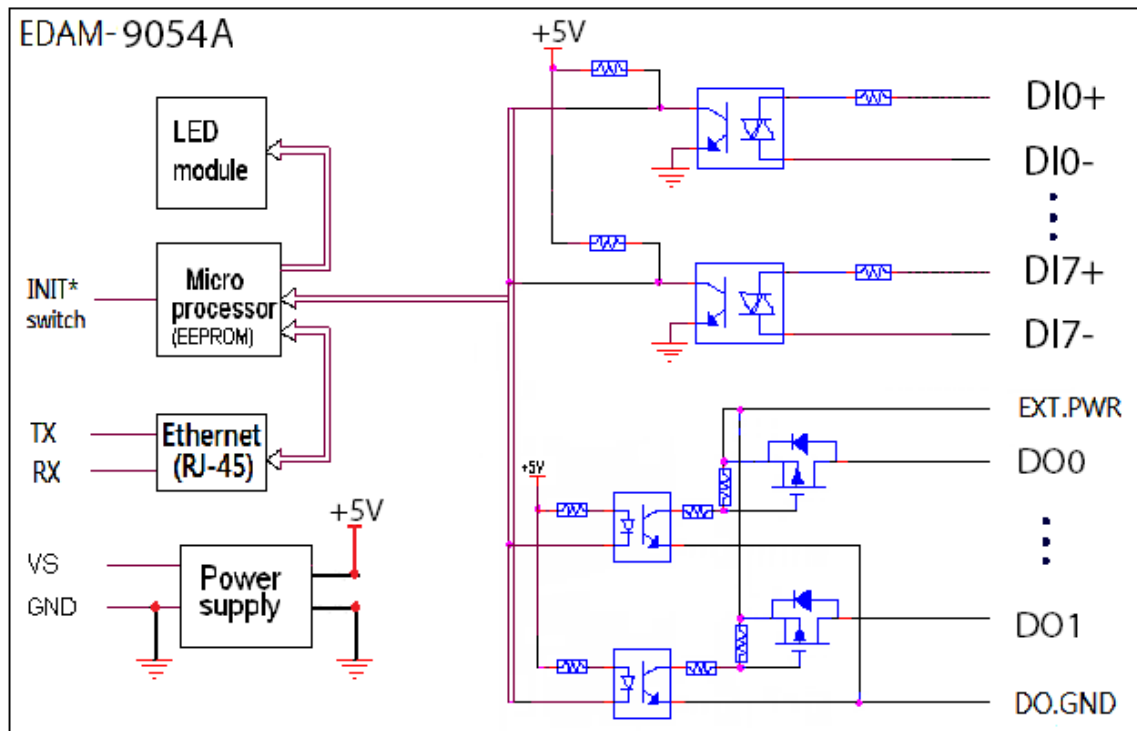 EDAM-9054A
+5V
LED
module
DI0+
DI0-
INIT*
switch
Micro
processor
(EEPROM)
DI7+
DI7-
TX
RX
Ethernet
(RJ-45)
EXT.PWR
DO0
+5V
+5V
VS
GND
Power
supply
DO1
DO.GND